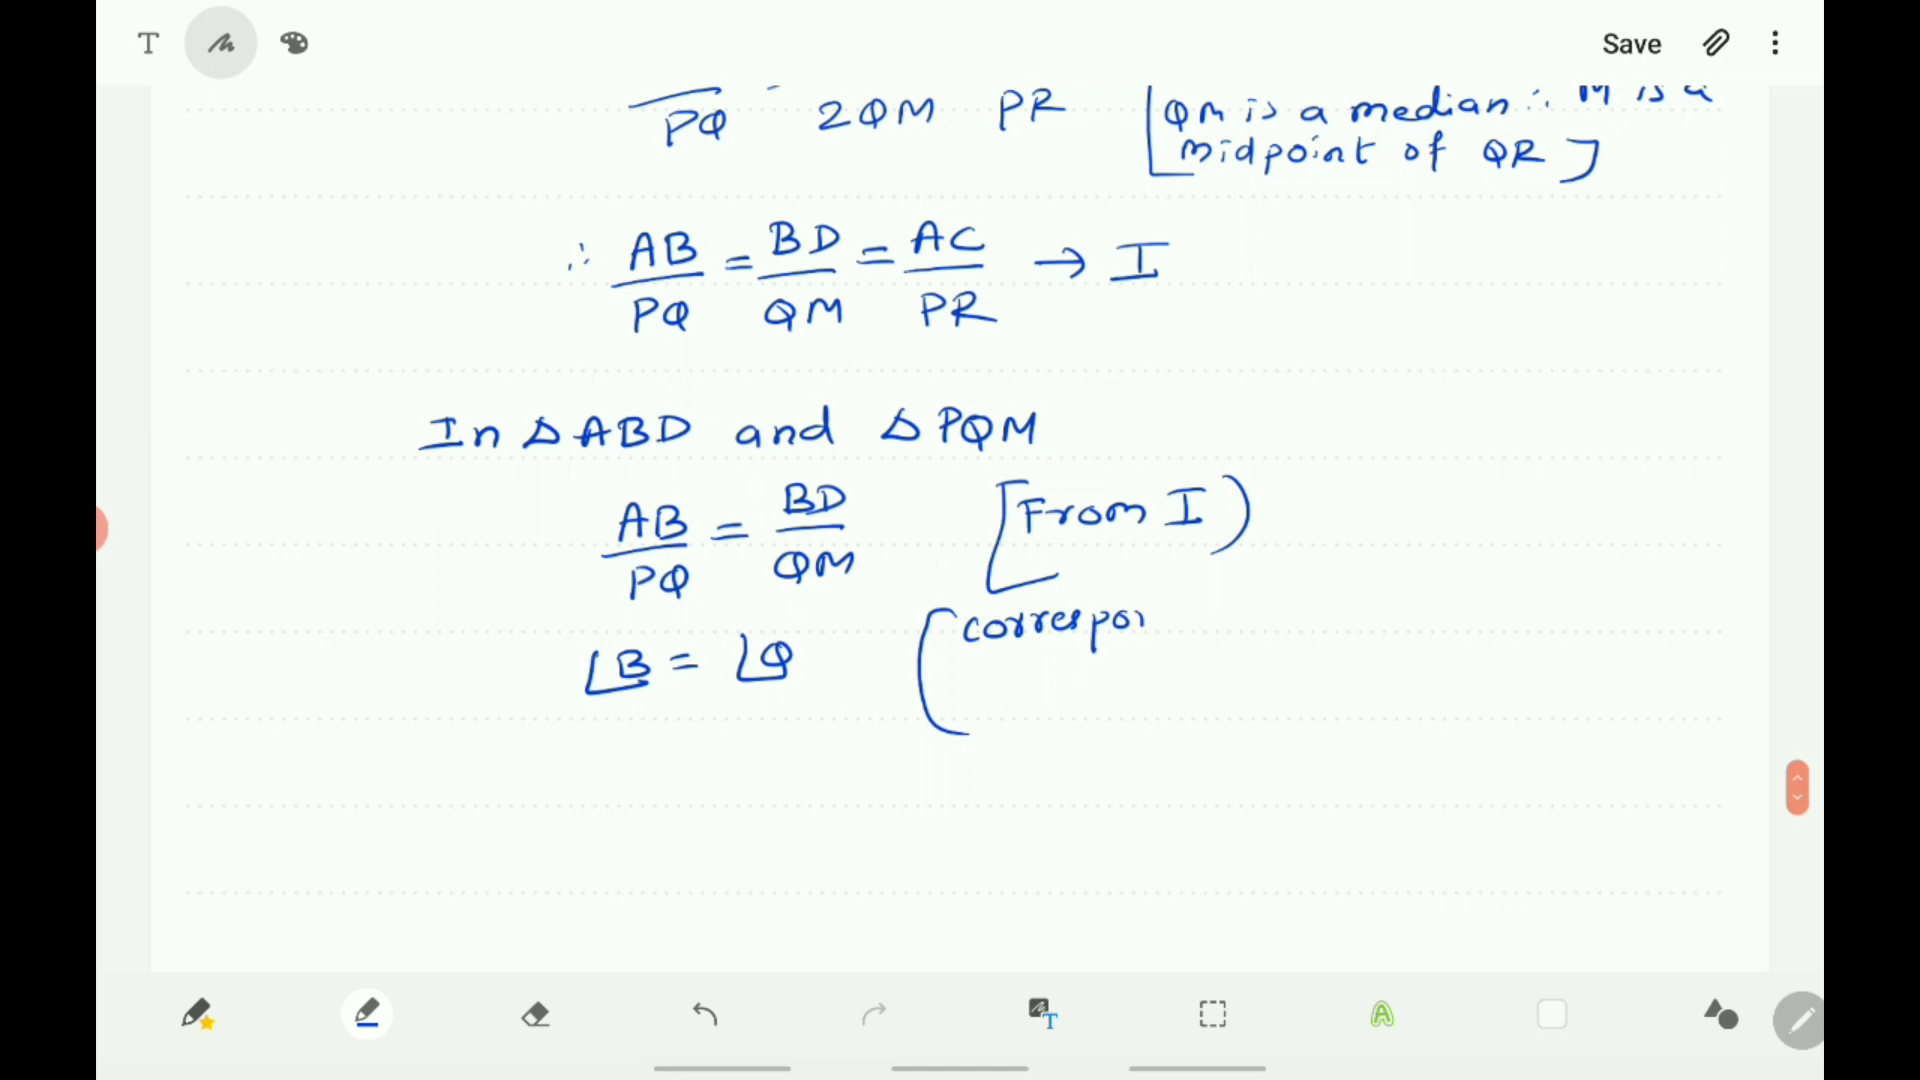 Save
PQ 2QM PR [QM is a median ∵ M is a
midpoint of QR]
∴ AB/PQ = BD/QM = AC/PR → I
In △ABD and △PQM
AB/PQ = BD/QM [From I)
∠B = ∠Q (correspon